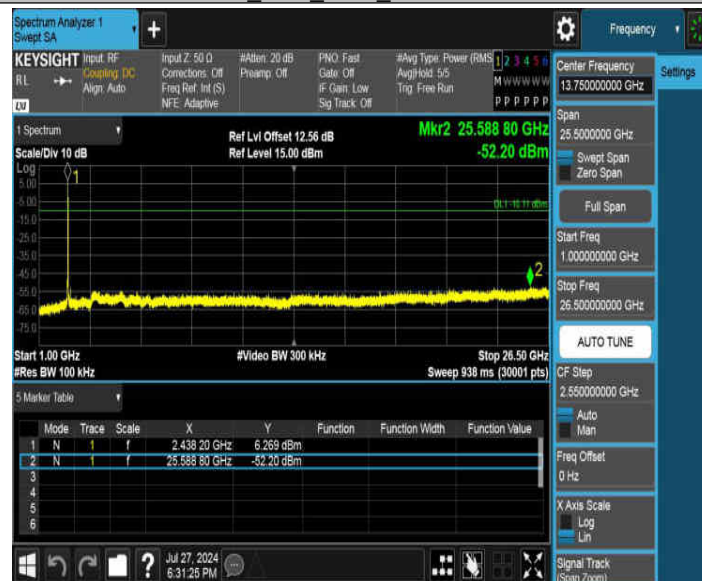 Spectrum Analyzer 1
Swept SA
+
Frequency
KEYSIGHT
RL
Input: RF
Coupling: DC
Align: Auto
Input Z: 50 Ω
Corrections: Off
Freq Ref: Int (S)
NFE: Adaptive
#Atten: 20 dB
Preamp: Off
PNO: Fast
Gate: Off
IF Gain: Low
Sig Track: Off
#Avg Type: Power (RMS)
Avg|Hold: 5/5
Trig: Free Run
1 2 3 4 5 6
M W W W W W
P P P P P P
1 Spectrum
Scale/Div 10 dB
Ref Lvl Offset 12.56 dB
Ref Level 15.00 dBm
Mkr2 25.588 80 GHz
-52.20 dBm
Log
5.00
-5.00
-15.0
-25.0
-35.0
-45.0
-55.0
-65.0
-75.0
1
2
Start 1.00 GHz
#Res BW 100 kHz
#Video BW 300 kHz
Stop 26.50 GHz
Sweep 938 ms (30001 pts)
5 Marker Table
Mode Trace Scale X Y Function Function Width Function Value
1 N 1 f 2.438 20 GHz 6.269 dBm
2 N 1 f 25.588 80 GHz -52.20 dBm
3
4
5
6
?
Jul 27, 2024
6:31:25 PM
Center Frequency
13.750000000 GHz
Settings
Span
25.5000000 GHz
Swept Span
Zero Span
Full Span
Start Freq
1.000000000 GHz
Stop Freq
26.500000000 GHz
AUTO TUNE
CF Step
2.550000000 GHz
Auto
Man
Freq Offset
0 Hz
X Axis Scale
Log
Lin
Signal Track
(Span Zoom)